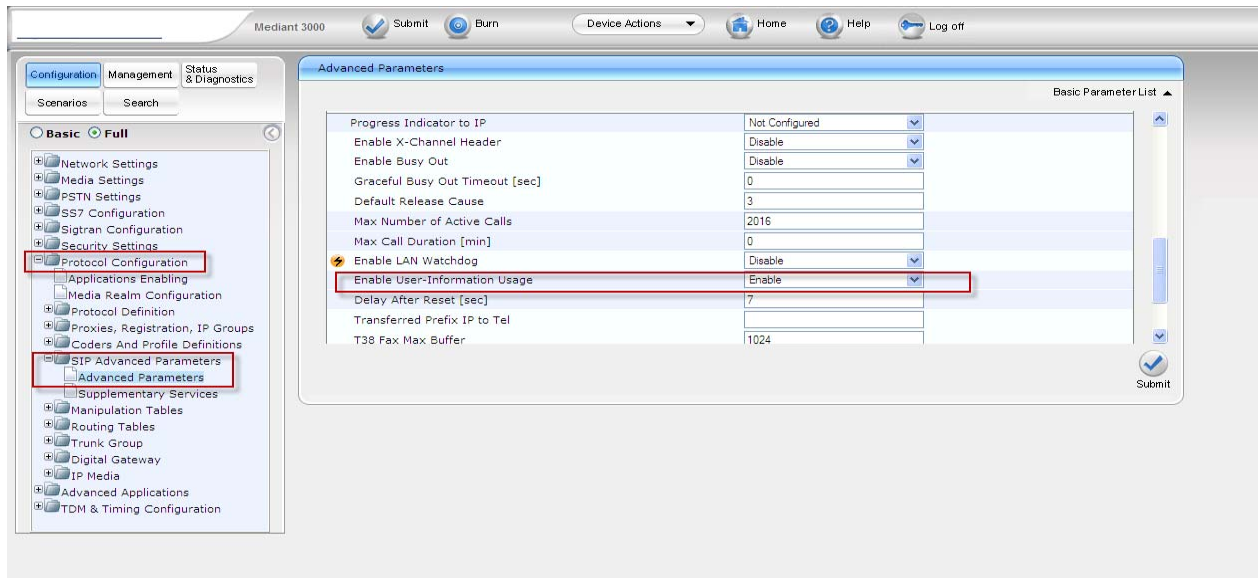 Mediant 3000
Submit
Burn
Device Actions
Home
Help
Log off
Configuration
Management
Status
& Diagnostics
Scenarios
Search
Basic
Full
Network Settings
Media Settings
PSTN Settings
SS7 Configuration
Sigtran Configuration
Security Settings
Protocol Configuration
Applications Enabling
Media Realm Configuration
Protocol Definition
Proxies, Registration, IP Groups
Coders And Profile Definitions
SIP Advanced Parameters
Advanced Parameters
Supplementary Services
Manipulation Tables
Routing Tables
Trunk Group
Digital Gateway
IP Media
Advanced Applications
TDM & Timing Configuration
Advanced Parameters
Basic Parameter List
Progress Indicator to IP Not Configured
Enable X-Channel Header Disable
Enable Busy Out Disable
Graceful Busy Out Timeout [sec] 0
Default Release Cause 3
Max Number of Active Calls 2016
Max Call Duration [min] 0
Enable LAN Watchdog Disable
Enable User-Information Usage Enable
Delay After Reset [sec] 7
Transferred Prefix IP to Tel
T38 Fax Max Buffer 1024
Submit